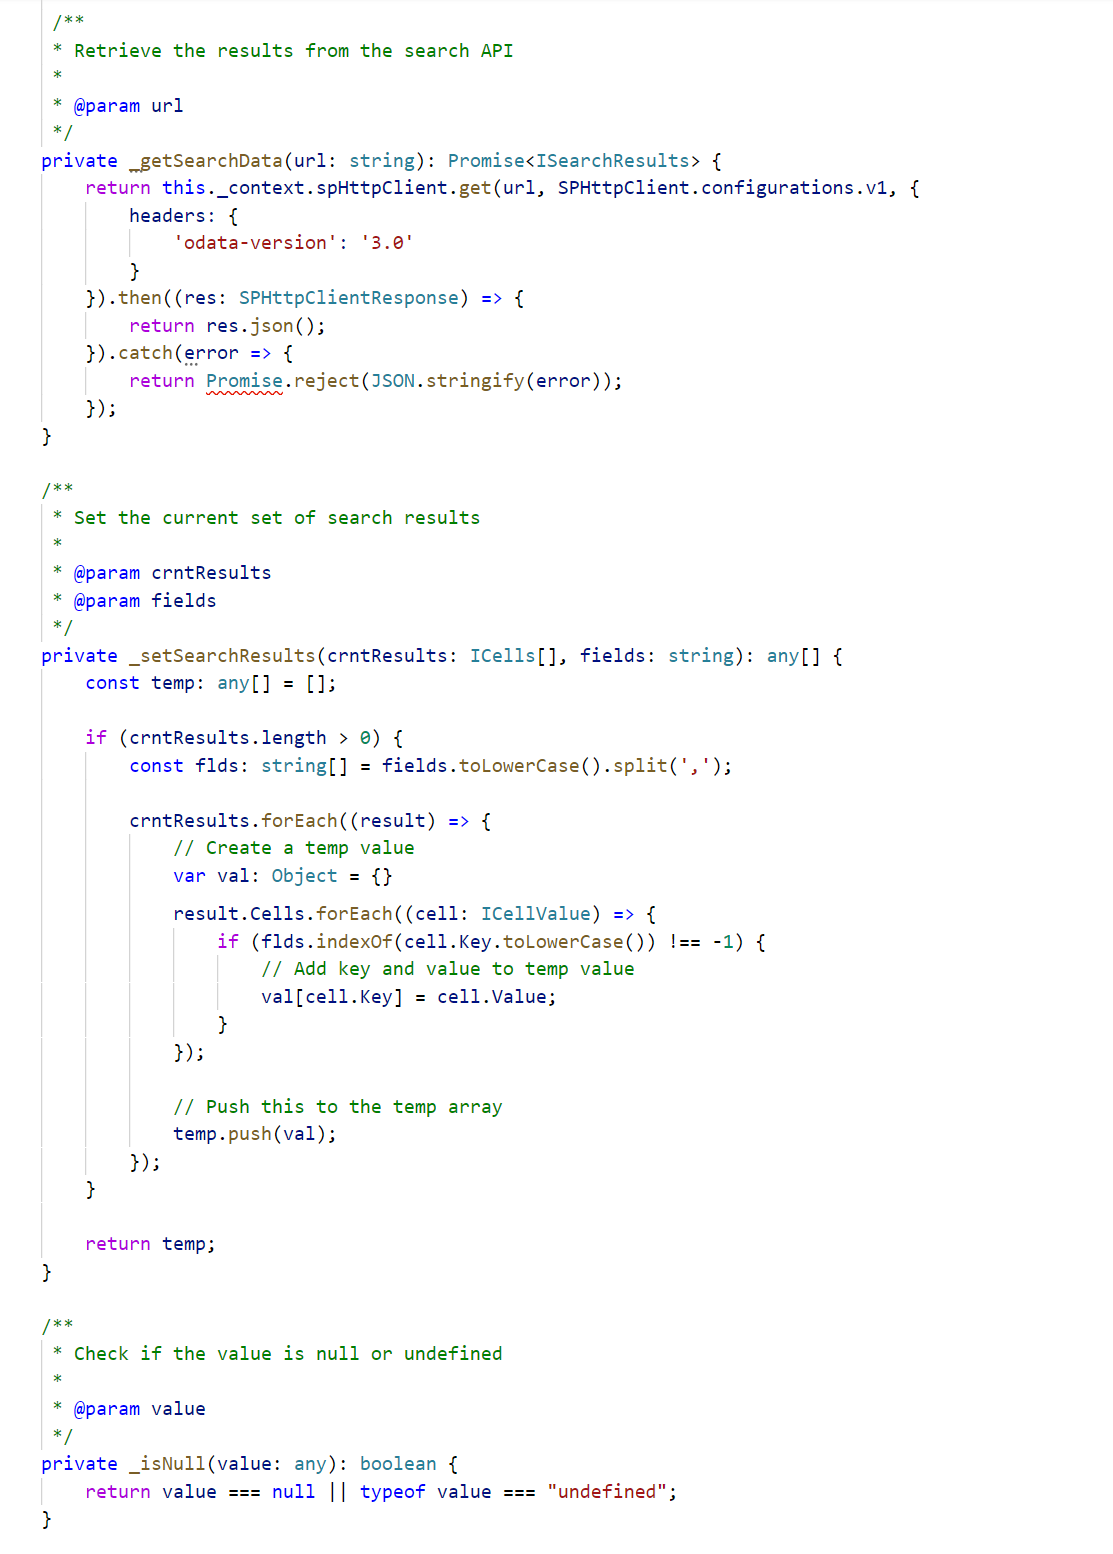 /**
* Retrieve the results from the search API
*
* @param url
*/
private _getSearchData(url: string): Promise<ISearchResults> {
return this._context.spHttpClient.get(url, SPHttpClient.configurations.v1, {
headers: {
'odata-version': '3.0'
}
}).then((res: SPHttpClientResponse) => {
return res.json();
}).catch(error => {
return Promise.reject(JSON.stringify(error));
});
}
/**
* Set the current set of search results
*
* @param crntResults
* @param fields
*/
private _setSearchResults(crntResults: ICells[], fields: string): any[] {
const temp: any[] = [];
if (crntResults.length > 0) {
const flds: string[] = fields.toLowerCase().split(',');
crntResults.forEach((result) => {
// Create a temp value
var val: Object = {}
result.Cells.forEach((cell: ICellValue) => {
if (flds.indexOf(cell.Key.toLowerCase()) !== -1) {
// Add key and value to temp value
val[cell.Key] = cell.Value;
}
});
// Push this to the temp array
temp.push(val);
});
}
return temp;
}
/**
* Check if the value is null or undefined
*
* @param value
*/
private _isNull(value: any): boolean {
return value === null || typeof value === "undefined";
}